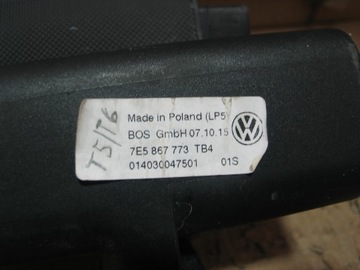 Made in Poland (LP5)
BOS GmbH 07.10.15
7E5 867 773 TB4
014030047501 01S
T5/T6